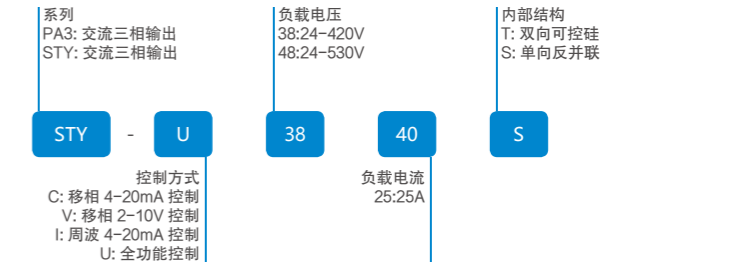 系列
PA3: 交流三相输出
STY: 交流三相输出
负载电压
38:24-420V
48:24-530V
内部结构
T: 双向可控硅
S: 单向反并联
STY - U 38 40 S
控制方式
C: 移相 4-20mA 控制
V: 移相 2-10V 控制
I: 周波 4-20mA 控制
U: 全功能控制
负载电流
25:25A